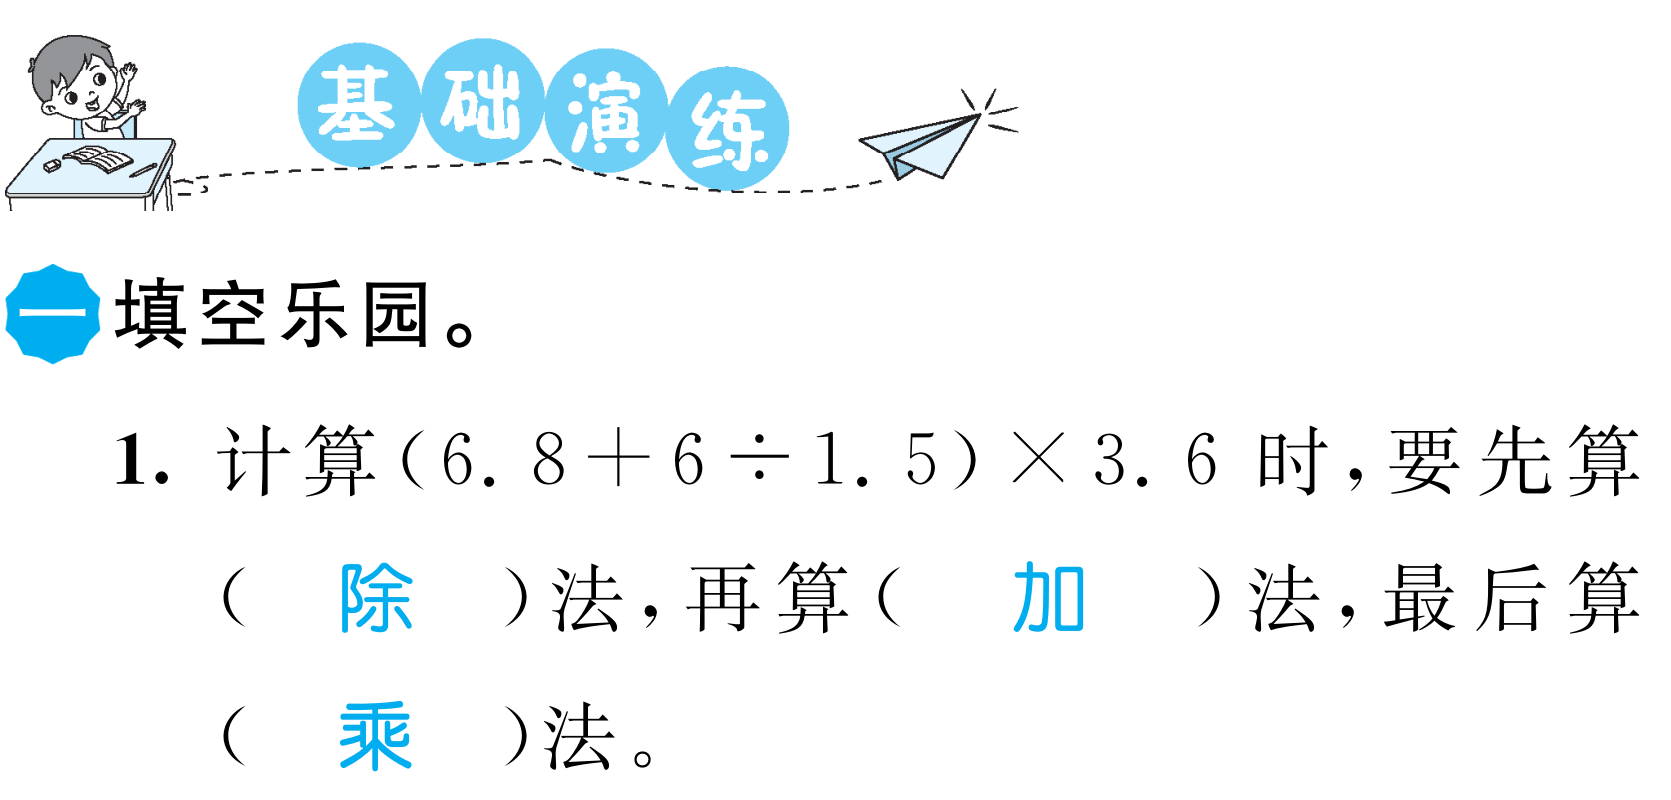 基础演练
一 填空乐园。
1. 计算(6.8+6÷1.5)×3.6时,要先算
( 除 )法,再算( 加 )法,最后算
( 乘 )法。